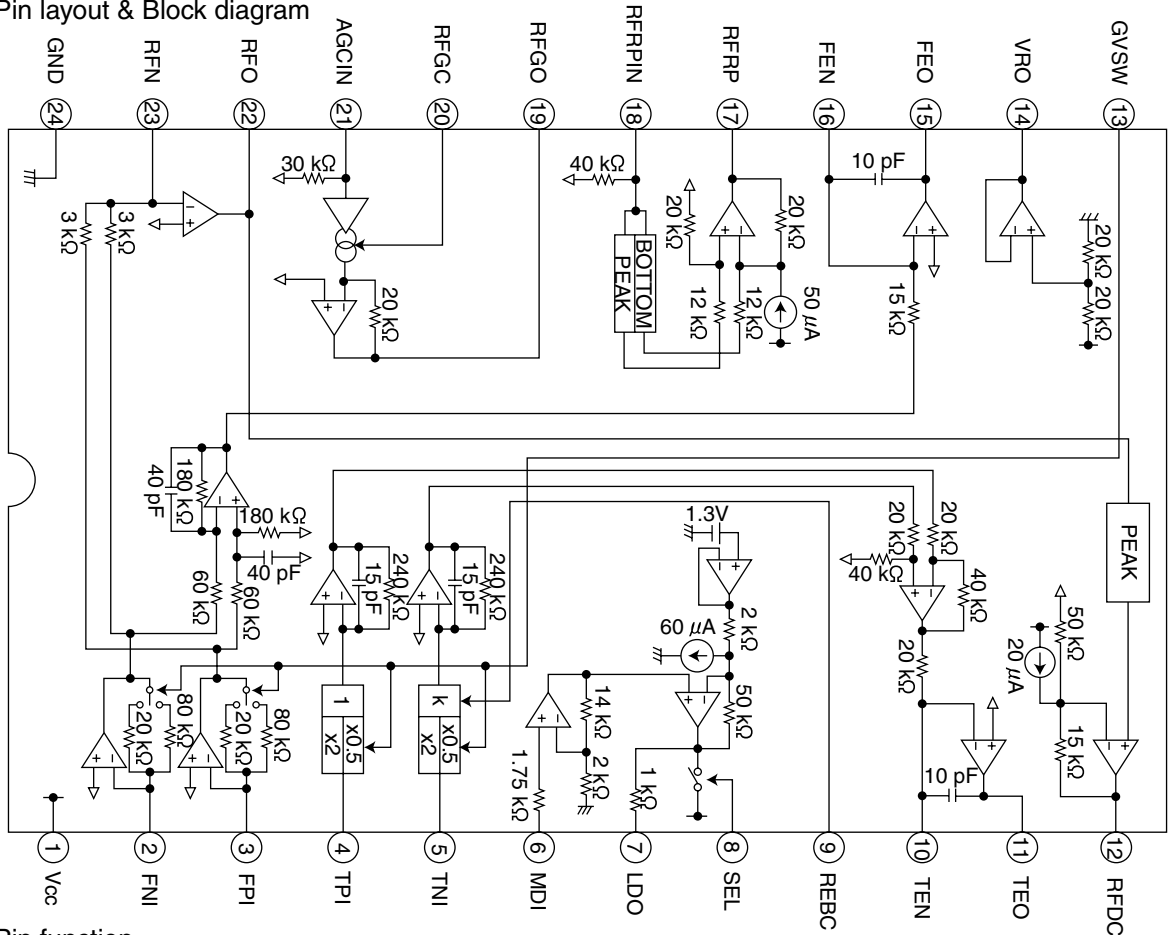 Pin layout & Block diagram
GND
RFN
RFO
AGCIN
RFGC
RFGO
RFRPIN
RFRP
FEN
FEO
VRO
GVSW
24
23
22
21
20
19
18
17
16
15
14
13
3 kΩ
3 kΩ
30 kΩ
20 kΩ
40 kΩ
PEAK
BOTTOM
20 kΩ
20 kΩ
12 kΩ
12 kΩ
50 µA
10 pF
15 kΩ
20 kΩ
20 kΩ
40 pF
180 kΩ
180 kΩ
40 pF
60 kΩ
60 kΩ
15 pF
240 kΩ
15 pF
240 kΩ
1.3V
2 kΩ
60 µA
50 kΩ
20 kΩ
20 kΩ
40 kΩ
40 kΩ
20 kΩ
PEAK
50 kΩ
20 µA
15 kΩ
10 pF
20 kΩ
80 kΩ
20 kΩ
80 kΩ
1
x0.5
x2
k
x0.5
x2
14 kΩ
2 kΩ
1.75 kΩ
1 kΩ
1
2
3
4
5
6
7
8
9
10
11
12
Vcc
FNI
FPI
TPI
TNI
MDI
LDO
SEL
REBC
TEN
TEO
RFDC